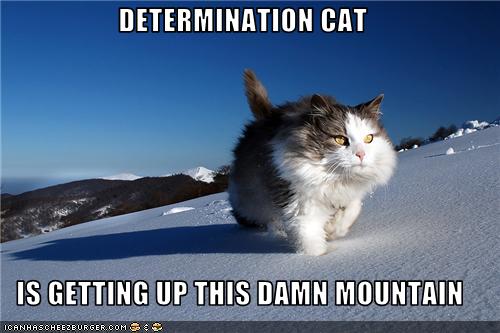 DETERMINATION CAT
IS GETTING UP THIS DAMN MOUNTAIN
ICANHASCHEEZBURGER.COM